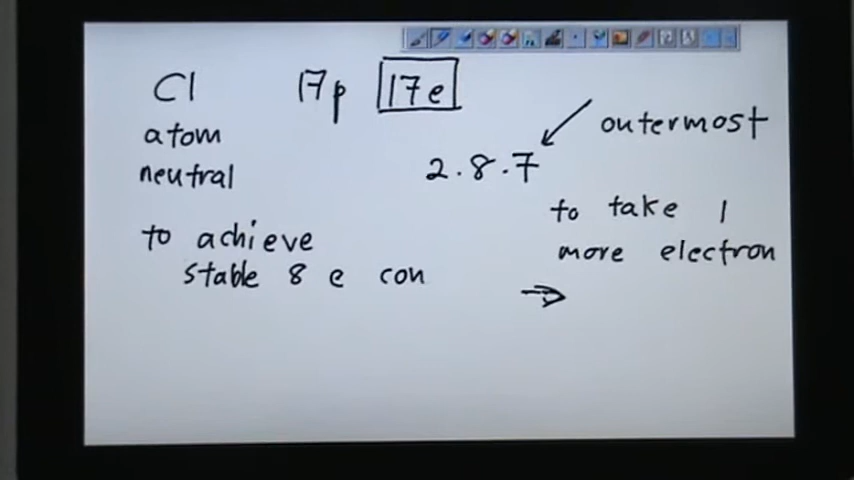 Cl 17p 17e
atom
neutral
outermost
2.8.7
to achieve
stable 8 e con
to take 1
more electron
⇒